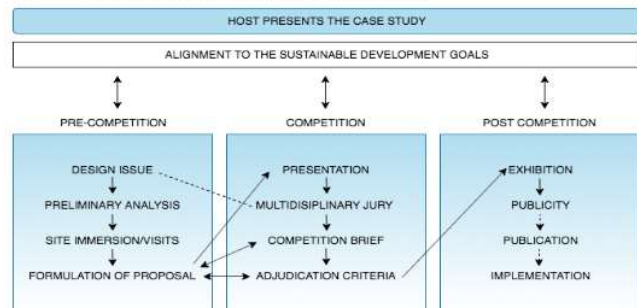 HOST PRESENTS THE CASE STUDY
ALIGNMENT TO THE SUSTAINABLE DEVELOPMENT GOALS
PRE-COMPETITION
DESIGN ISSUE
PRELIMINARY ANALYSIS
SITE IMMERSION/VISITS
FORMULATION OF PROPOSAL
COMPETITION
PRESENTATION
MULTIDISIPLINARY JURY
COMPETITION BRIEF
ADJUDICATION CRITERIA
POST COMPETITION
EXHIBITION
PUBLICITY
PUBLICATION
IMPLEMENTATION